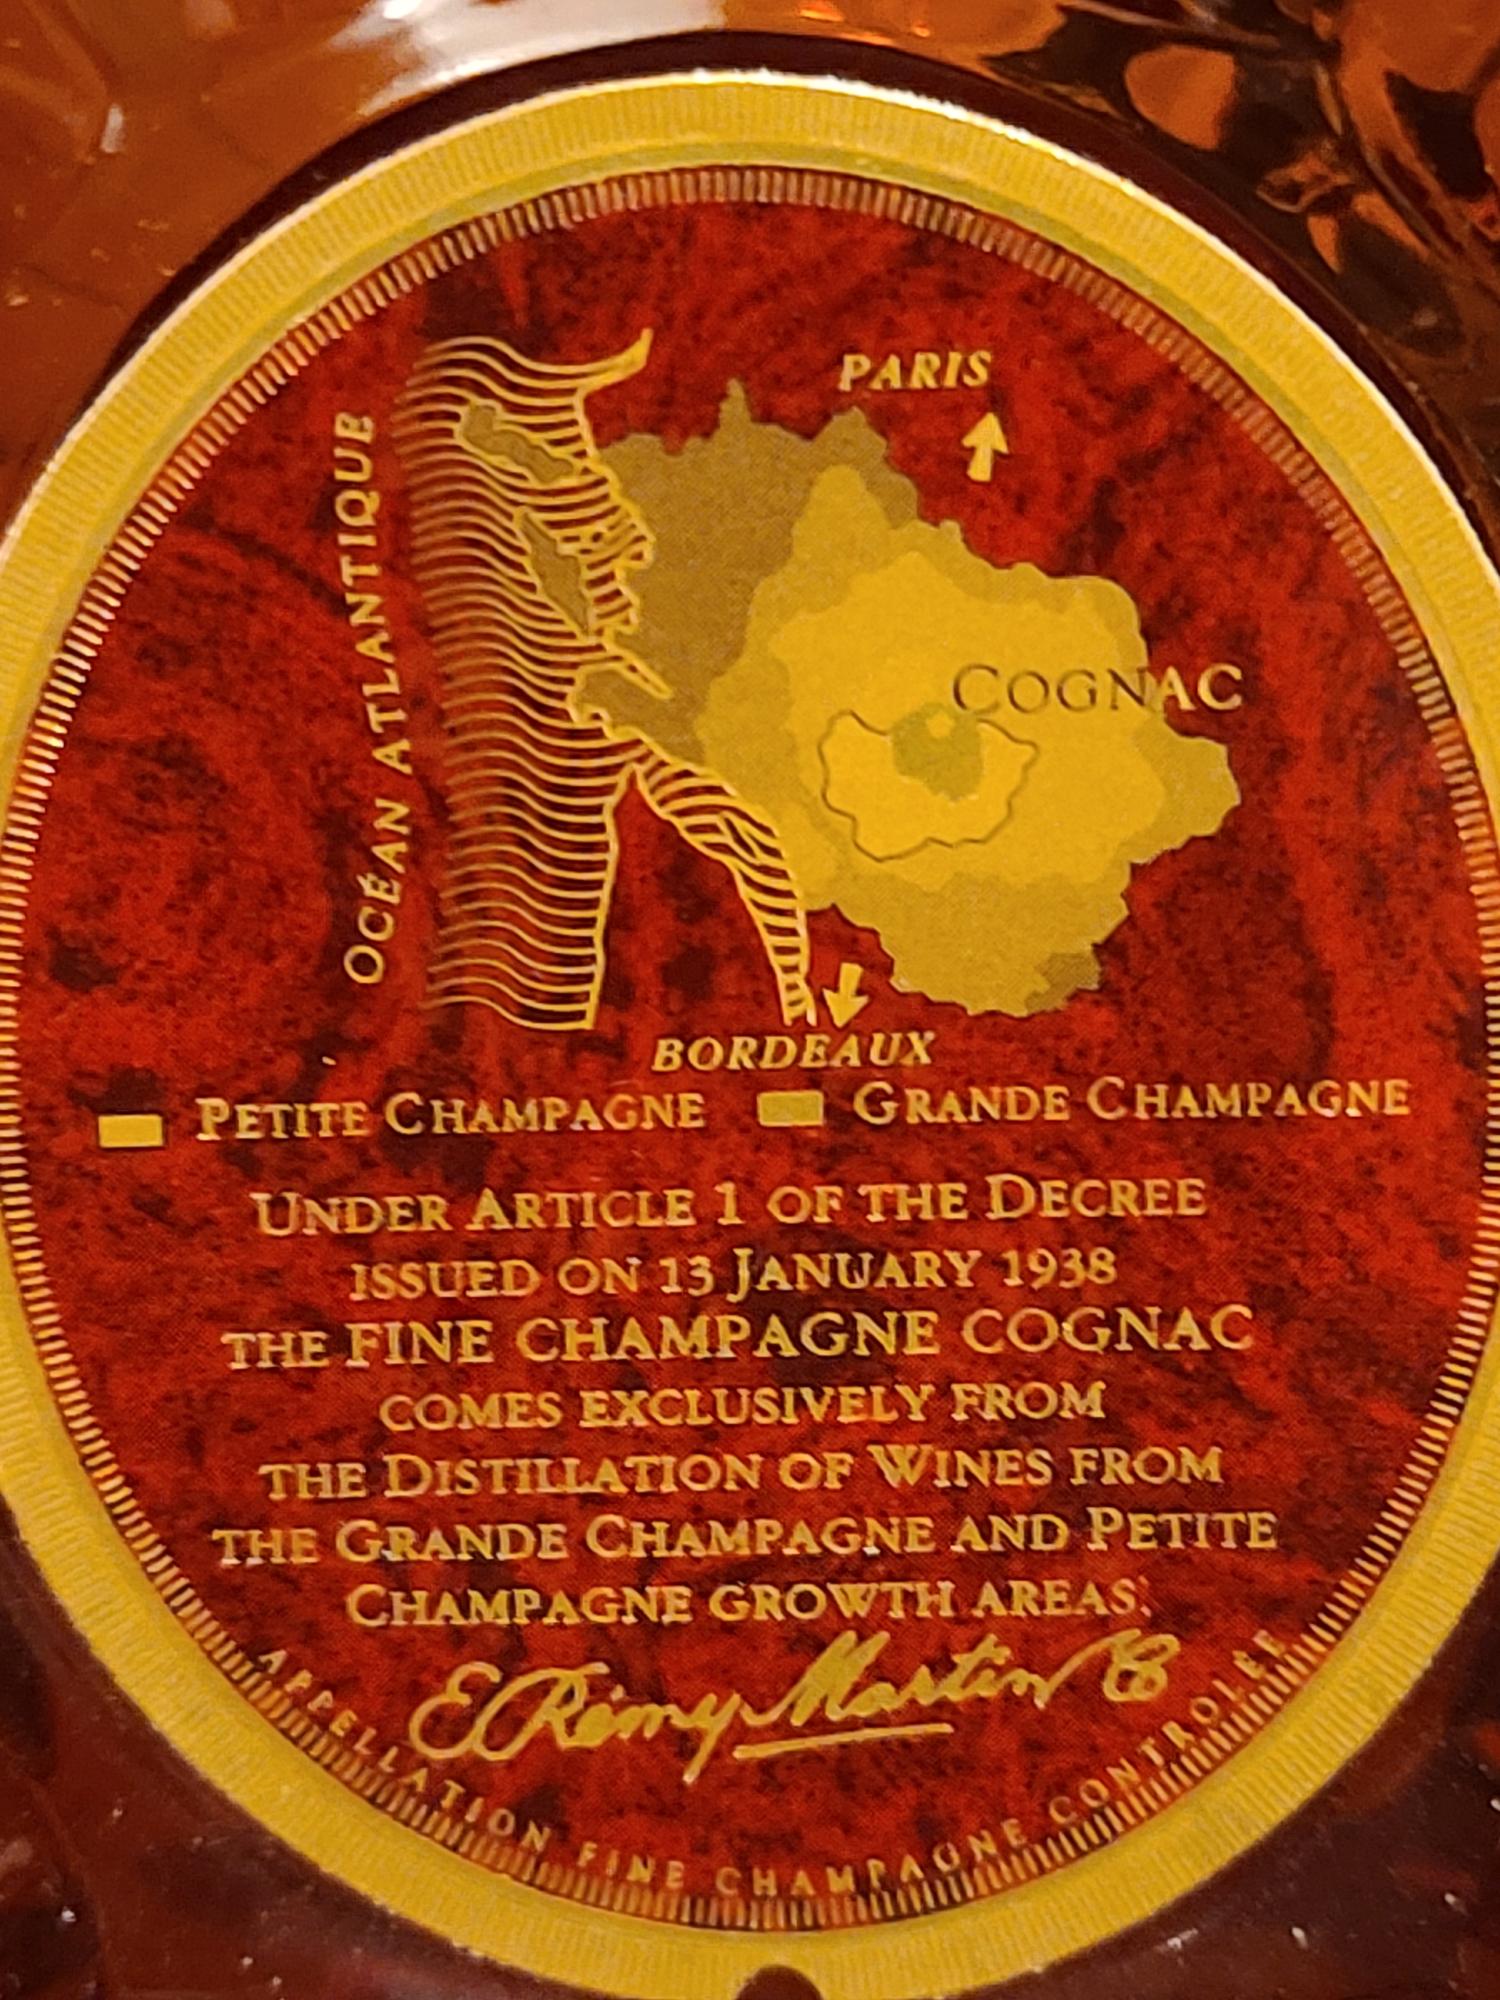 PARIS
OCÉAN ATLANTIQUE
COGNAC
BORDEAUX
PETITE CHAMPAGNE GRANDE CHAMPAGNE
UNDER ARTICLE 1 OF THE DECREE
ISSUED ON 13 JANUARY 1938
THE FINE CHAMPAGNE COGNAC
COMES EXCLUSIVELY FROM
THE DISTILLATION OF WINES FROM
THE GRANDE CHAMPAGNE AND PETITE
CHAMPAGNE GROWTH AREAS.
E. Rémy Martin & Co
APPELLATION FINE CHAMPAGNE CONTROLÉE